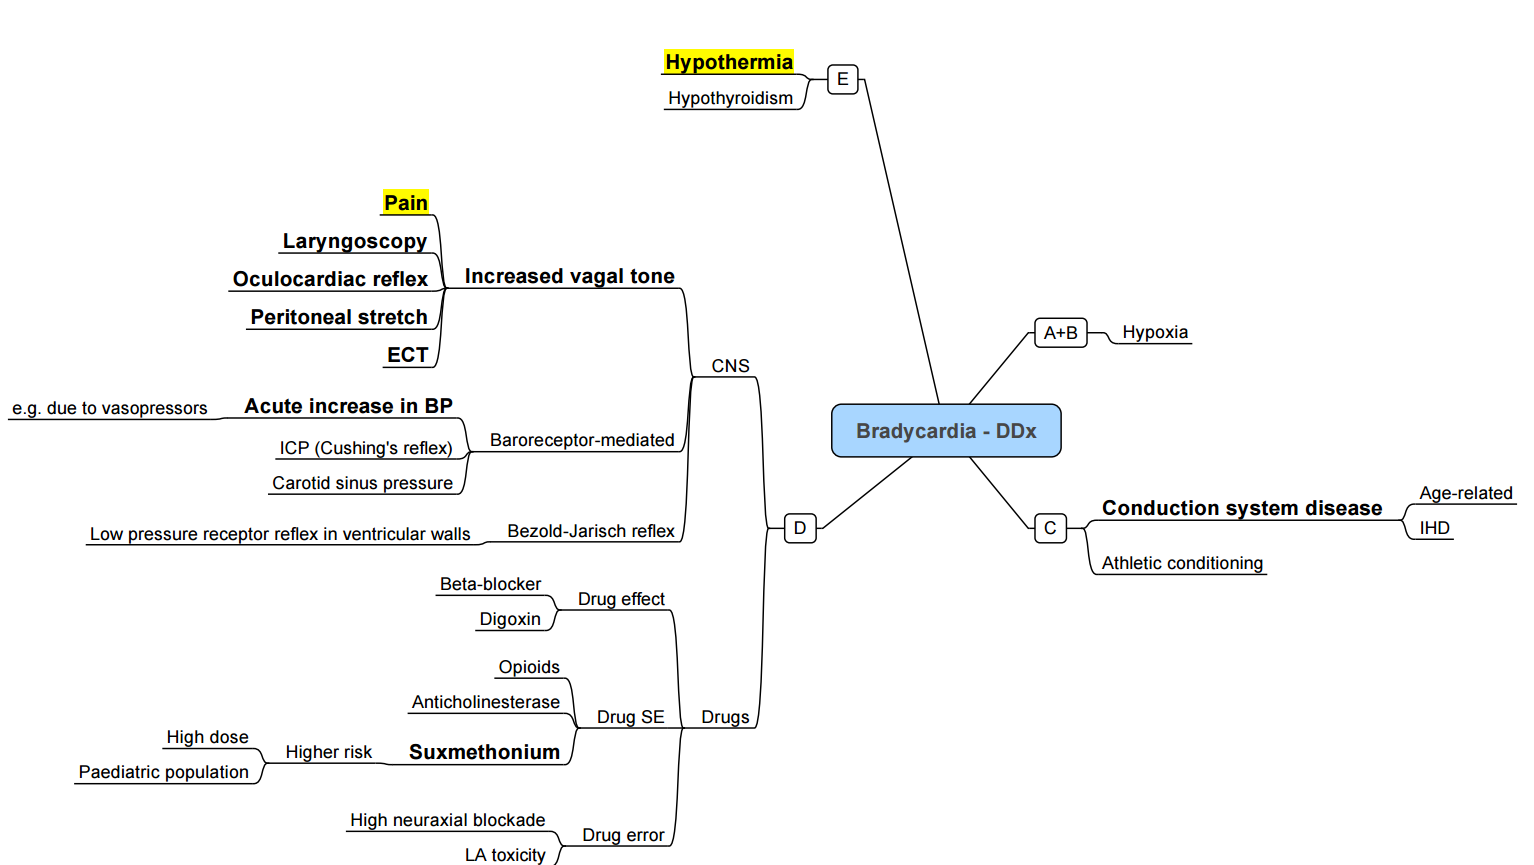 Hypothermia
E
Hypothyroidism
Pain
Laryngoscopy
Oculocardiac reflex
Increased vagal tone
Peritoneal stretch
ECT
A+B
Hypoxia
CNS
e.g. due to vasopressors
Acute increase in BP
ICP (Cushing's reflex)
Baroreceptor-mediated
Carotid sinus pressure
Bradycardia - DDx
Low pressure receptor reflex in ventricular walls
Bezold-Jarisch reflex
D
C
Conduction system disease
Age-related
IHD
Athletic conditioning
Beta-blocker
Drug effect
Digoxin
Opioids
Anticholinesterase
Drug SE
Drugs
High dose
Higher risk
Suxmethonium
Paediatric population
High neuraxial blockade
Drug error
LA toxicity